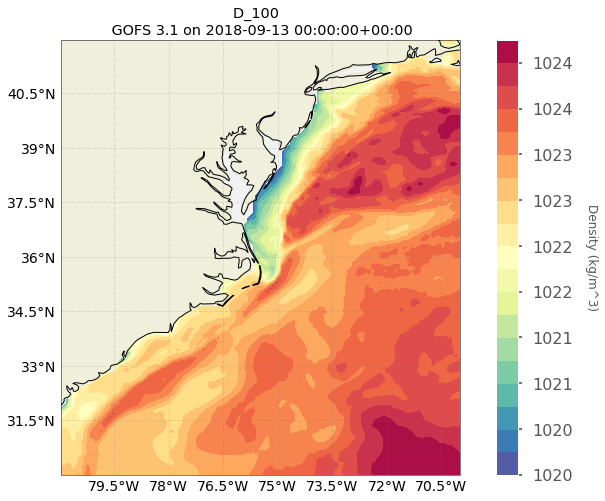 D_100
GOFS 3.1 on 2018-09-13 00:00:00+00:00
40.5°N
39°N
37.5°N
36°N
34.5°N
33°N
31.5°N
79.5°W 78°W 76.5°W 75°W 73.5°W 72°W 70.5°W
1024
1024
1023
1023
1022
1022
1021
1021
1020
1020
Density (kg/m^3)